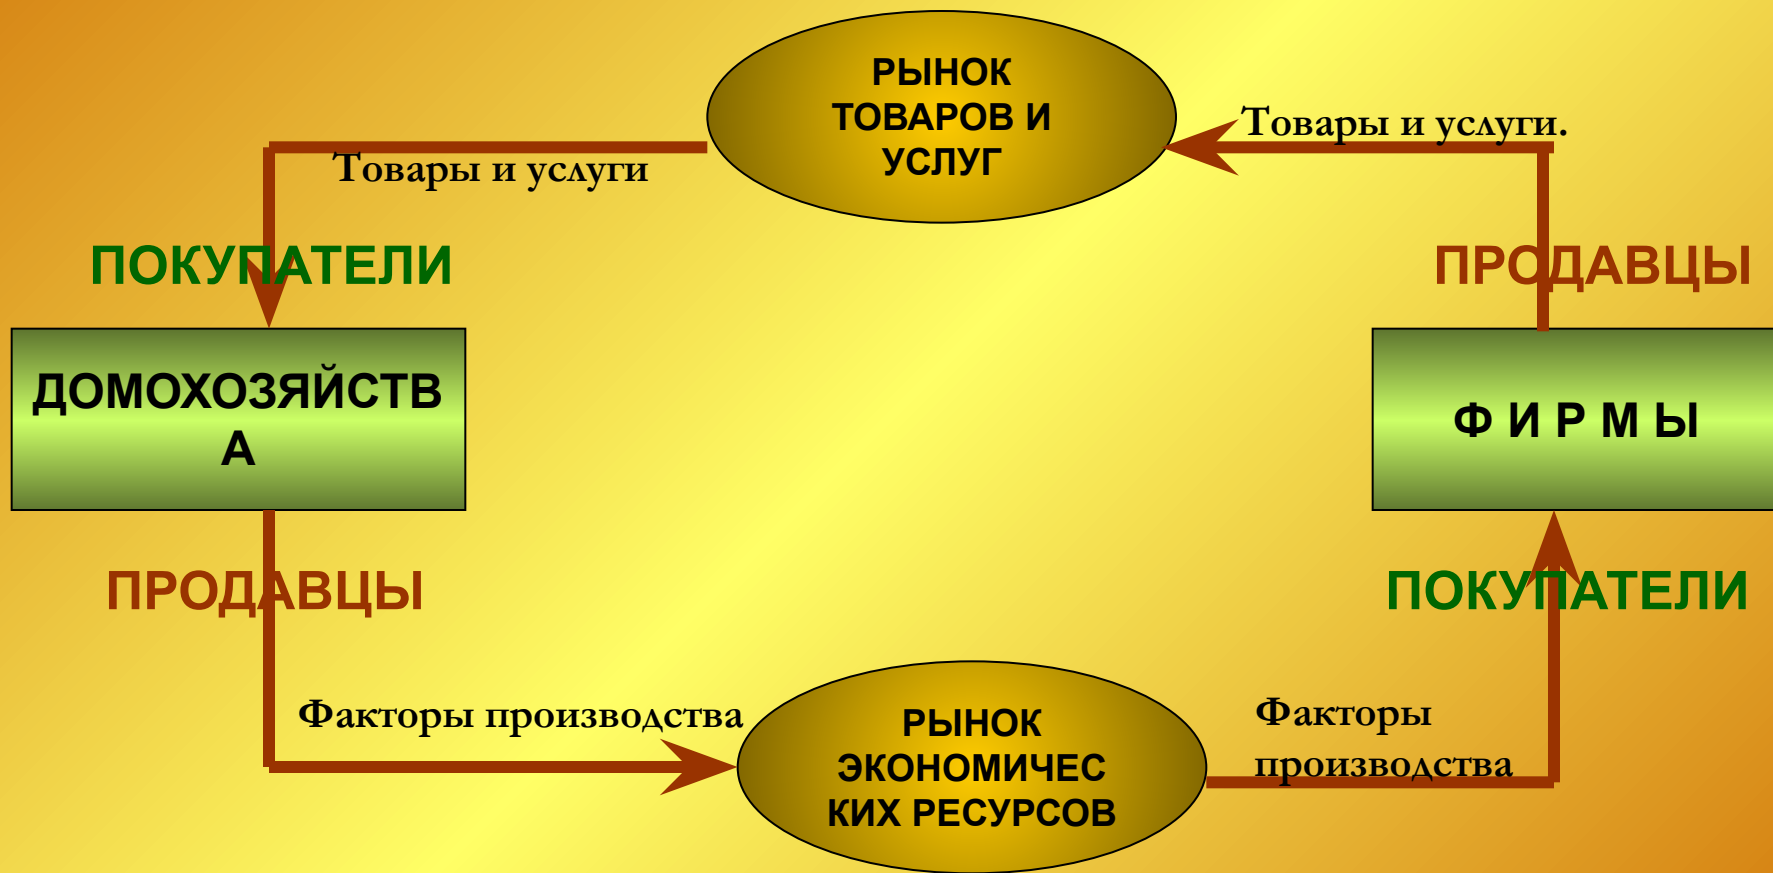 РЫНОК
ТОВАРОВ И
УСЛУГ
Товары и услуги.
Товары и услуги
ПОКУПАТЕЛИ
ПРОДАВЦЫ
ДОМОХОЗЯЙСТВ
А
Ф И Р М Ы
ПРОДАВЦЫ
ПОКУПАТЕЛИ
Факторы производства
РЫНОК
ЭКОНОМИЧЕС
КИХ РЕСУРСОВ
Факторы
производства